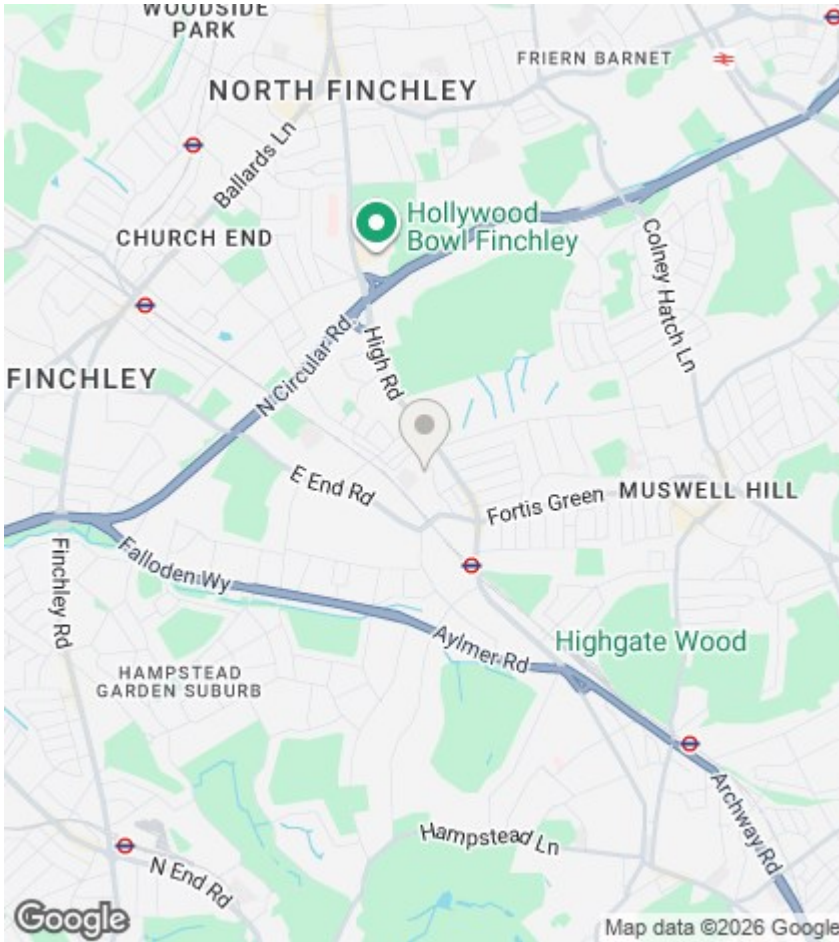 WOODSIDE
PARK
FRIERN BARNET
NORTH FINCHLEY
Ballards Ln
Hollywood
Bowl Finchley
CHURCH END
Colney Hatch Ln
N Circular Rd
High Rd
FINCHLEY
E End Rd
Fortis Green
MUSWELL HILL
Falloden Wy
Finchley Rd
Aylmer Rd
Highgate Wood
HAMPSTEAD
GARDEN SUBURB
Archway Rd
Hampstead Ln
N End Rd
Google
Map data ©2026 Google